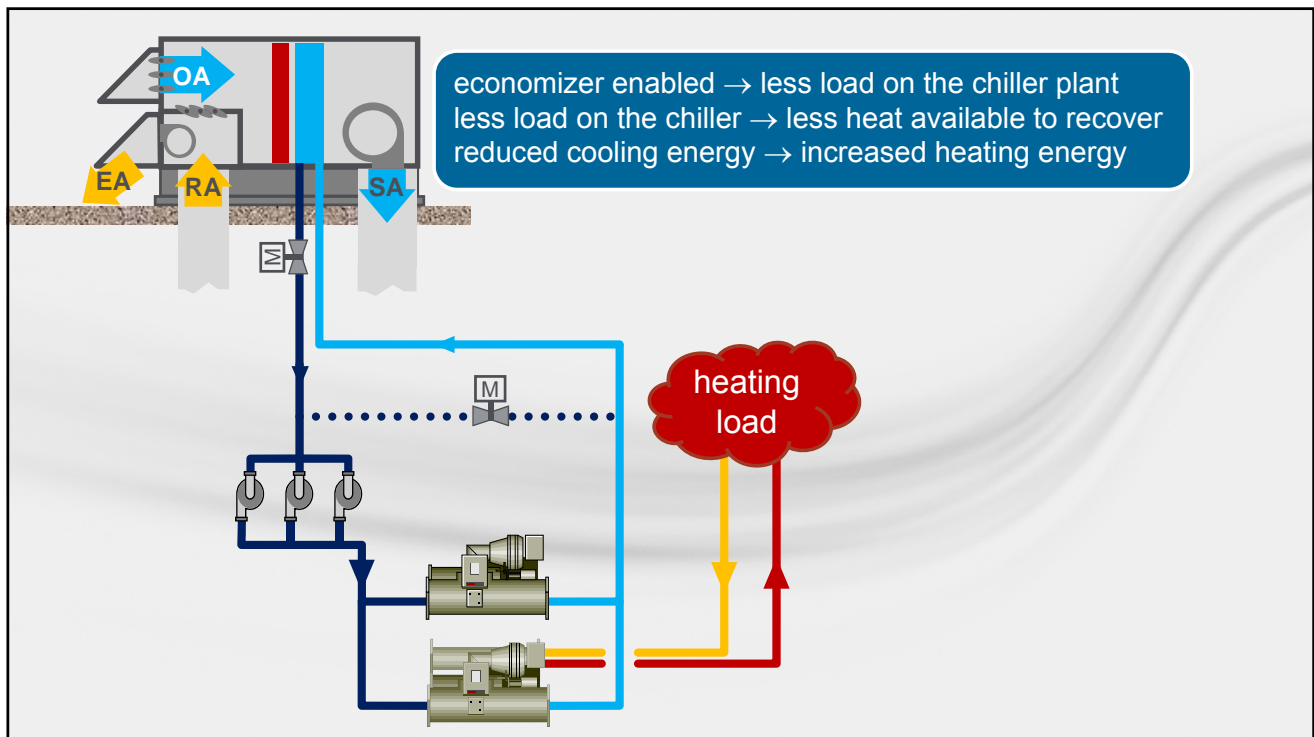 OA
economizer enabled → less load on the chiller plant
less load on the chiller → less heat available to recover
reduced cooling energy → increased heating energy
EA
RA
SA
M
M
heating
load